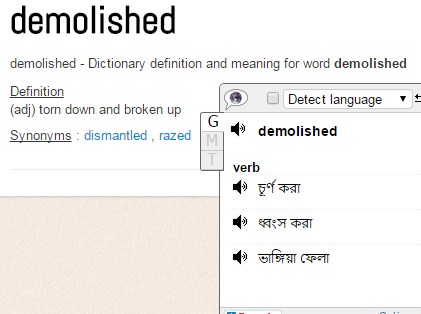 demolished
demolished - Dictionary definition and meaning for word demolished
Definition
(adj) torn down and broken up
Synonyms : dismantled , razed
Detect language
G
M
T
demolished
verb
চূর্ণ করা
ধ্বংস করা
ভাঙ্গিয়া ফেলা